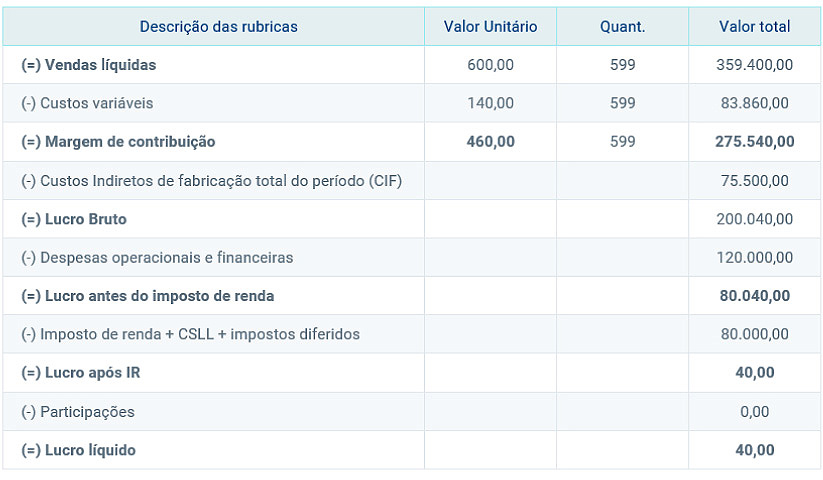 Descrição das rubricas Valor Unitário Quant. Valor total
(=) Vendas líquidas 600,00 599 359.400,00
(-) Custos variáveis 140,00 599 83.860,00
(=) Margem de contribuição 460,00 599 275.540,00
(-) Custos Indiretos de fabricação total do período (CIF) 75.500,00
(=) Lucro Bruto 200.040,00
(-) Despesas operacionais e financeiras 120.000,00
(=) Lucro antes do imposto de renda 80.040,00
(-) Imposto de renda + CSLL + impostos diferidos 80.000,00
(=) Lucro após IR 40,00
(-) Participações 0,00
(=) Lucro líquido 40,00